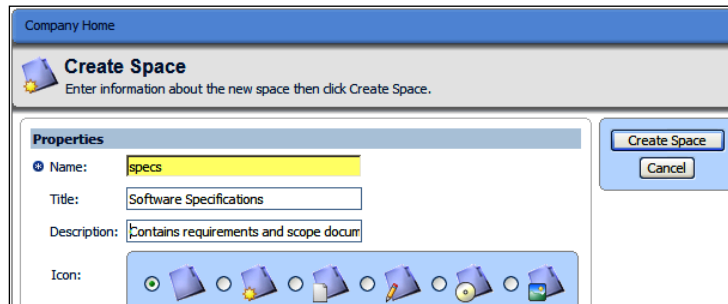 Company Home
Create Space
Enter information about the new space then click Create Space.
Properties
Create Space
Name: specs
Cancel
Title: Software Specifications
Description: Contains requirements and scope docum
Icon: